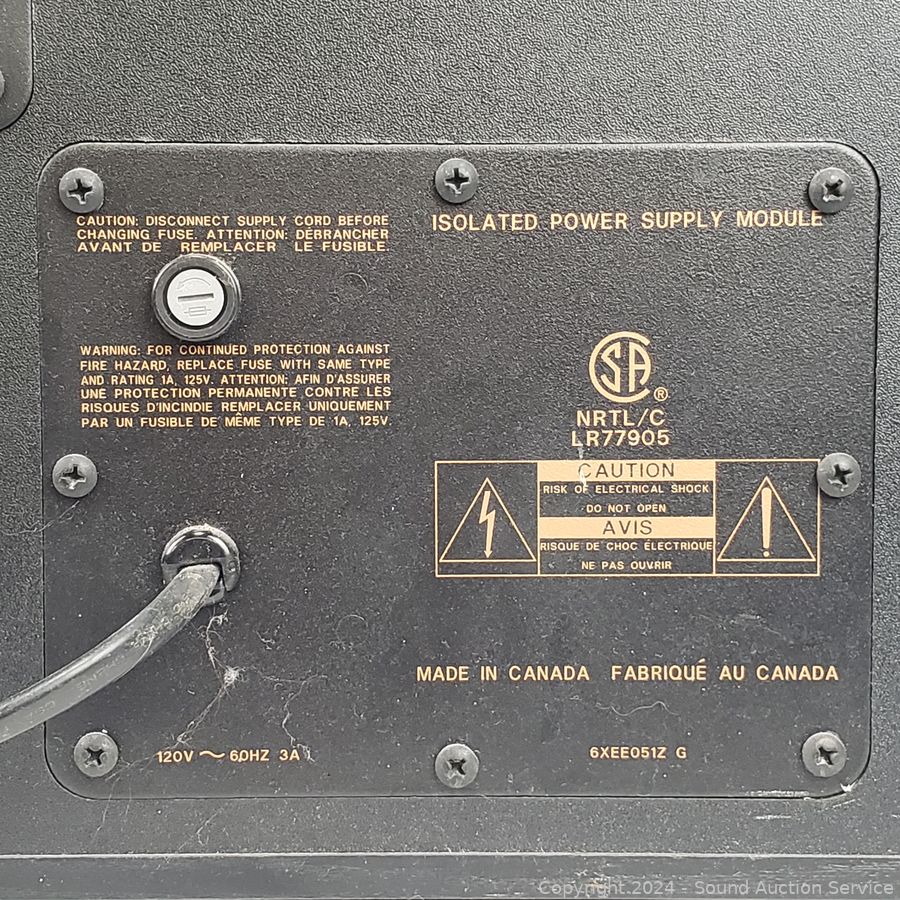 CAUTION: DISCONNECT SUPPLY CORD BEFORE
CHANGING FUSE. ATTENTION: DÉBRANCHER
AVANT DE REMPLACER LE FUSIBLE.
ISOLATED POWER SUPPLY MODULE
WARNING: FOR CONTINUED PROTECTION AGAINST
FIRE HAZARD, REPLACE FUSE WITH SAME TYPE
AND RATING 1A, 125V. ATTENTION: AFIN D'ASSURER
UNE PROTECTION PERMANENTE CONTRE LES
RISQUES D'INCINDIE REMPLACER UNIQUEMENT
PAR UN FUSIBLE DE MÊME TYPE DE 1A, 125V.
SA®
NRTL/C
LR77905
CAUTION
RISK OF ELECTRICAL SHOCK
DO NOT OPEN
AVIS
RISQUE DE CHOC ÉLECTRIQUE
NE PAS OUVRIR
MADE IN CANADA FABRIQUÉ AU CANADA
120V ~ 60HZ 3A
6XEE051Z G
Copyright 2024 - Sound Auction Service